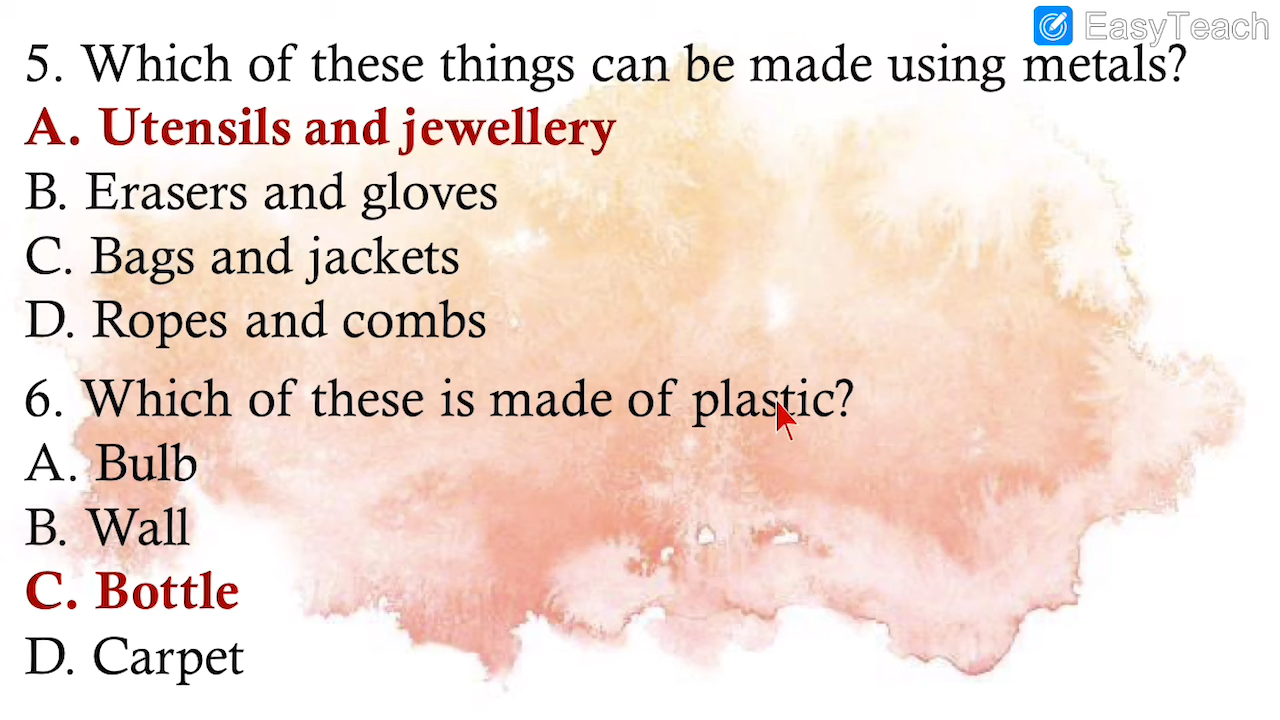 EasyTeach
5. Which of these things can be made using metals?
A. Utensils and jewellery
B. Erasers and gloves
C. Bags and jackets
D. Ropes and combs
6. Which of these is made of plastic?
A. Bulb
B. Wall
C. Bottle
D. Carpet